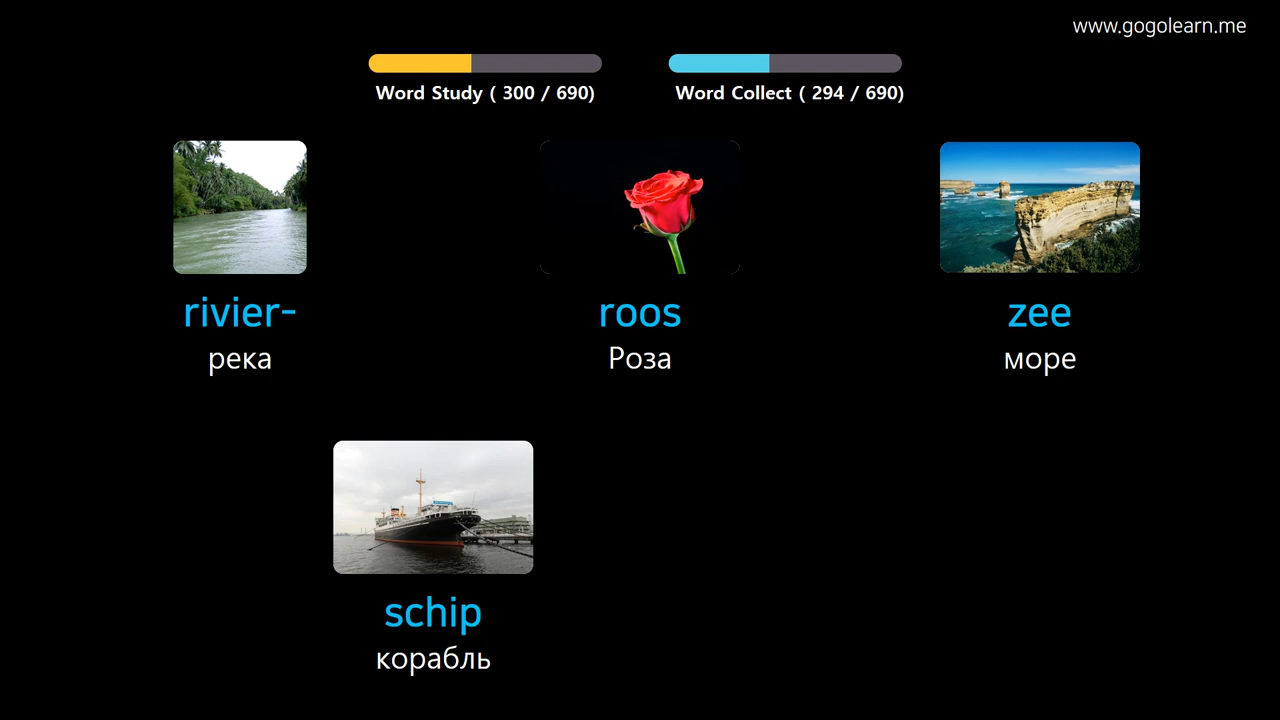 www.gogolearn.me
Word Study ( 300 / 690)
Word Collect ( 294 / 690)
rivier-
река
roos
Роза
zee
море
schip
корабль